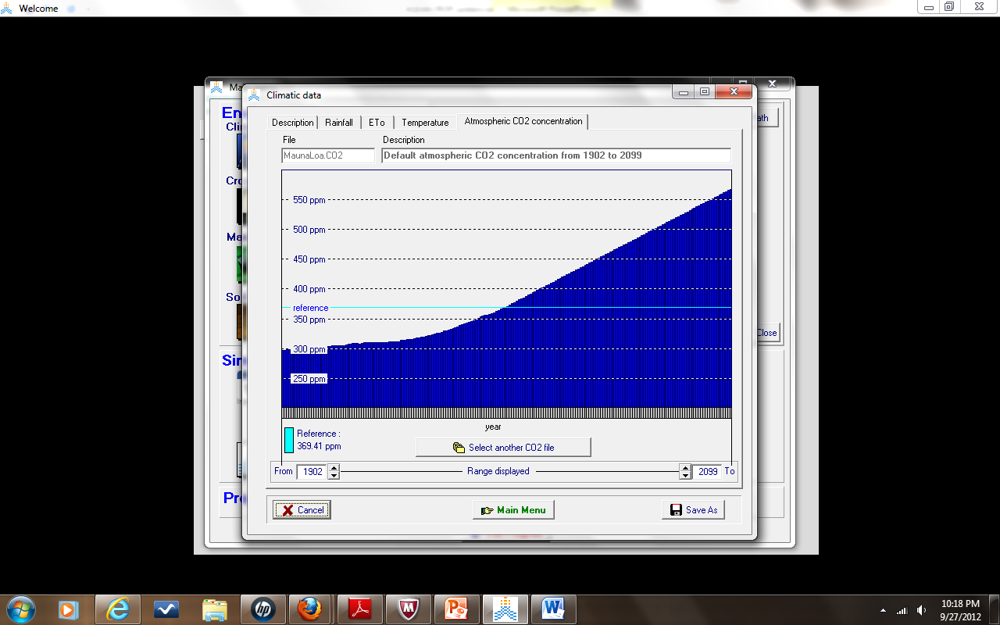 Welcome
Climatic data
Description Rainfall ETo Temperature Atmospheric CO2 concentration
File Description
MaunaLoa.CO2 Default atmospheric CO2 concentration from 1902 to 2099
550 ppm
500 ppm
450 ppm
400 ppm
reference
350 ppm
300 ppm
250 ppm
year
Reference :
369.41 ppm
Select another CO2 file
From 1902 Range displayed 2099 To
Cancel Main Menu Save As
Ma
En
Cli
Cro
Ma
So
Sir
Pro
ath
Close
hp
10:18 PM
9/27/2012